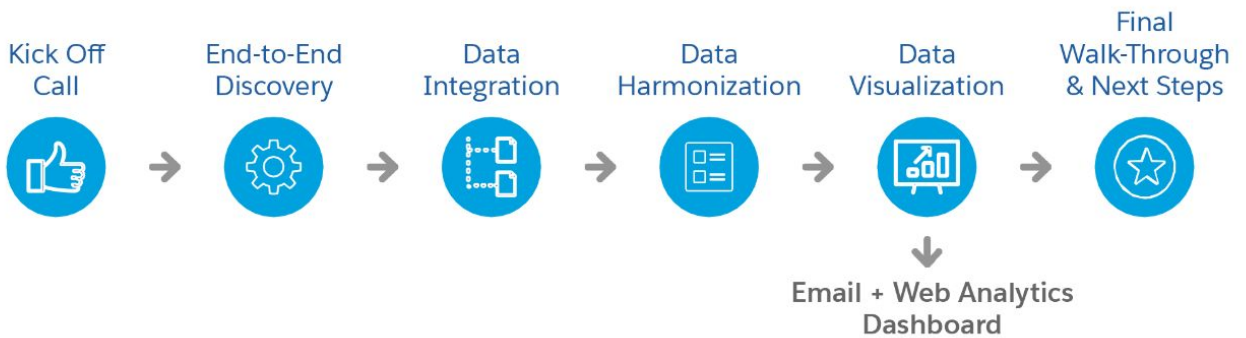 Kick Off
Call
End-to-End
Discovery
Data
Integration
Data
Harmonization
Data
Visualization
Final
Walk-Through
& Next Steps
Email + Web Analytics
Dashboard